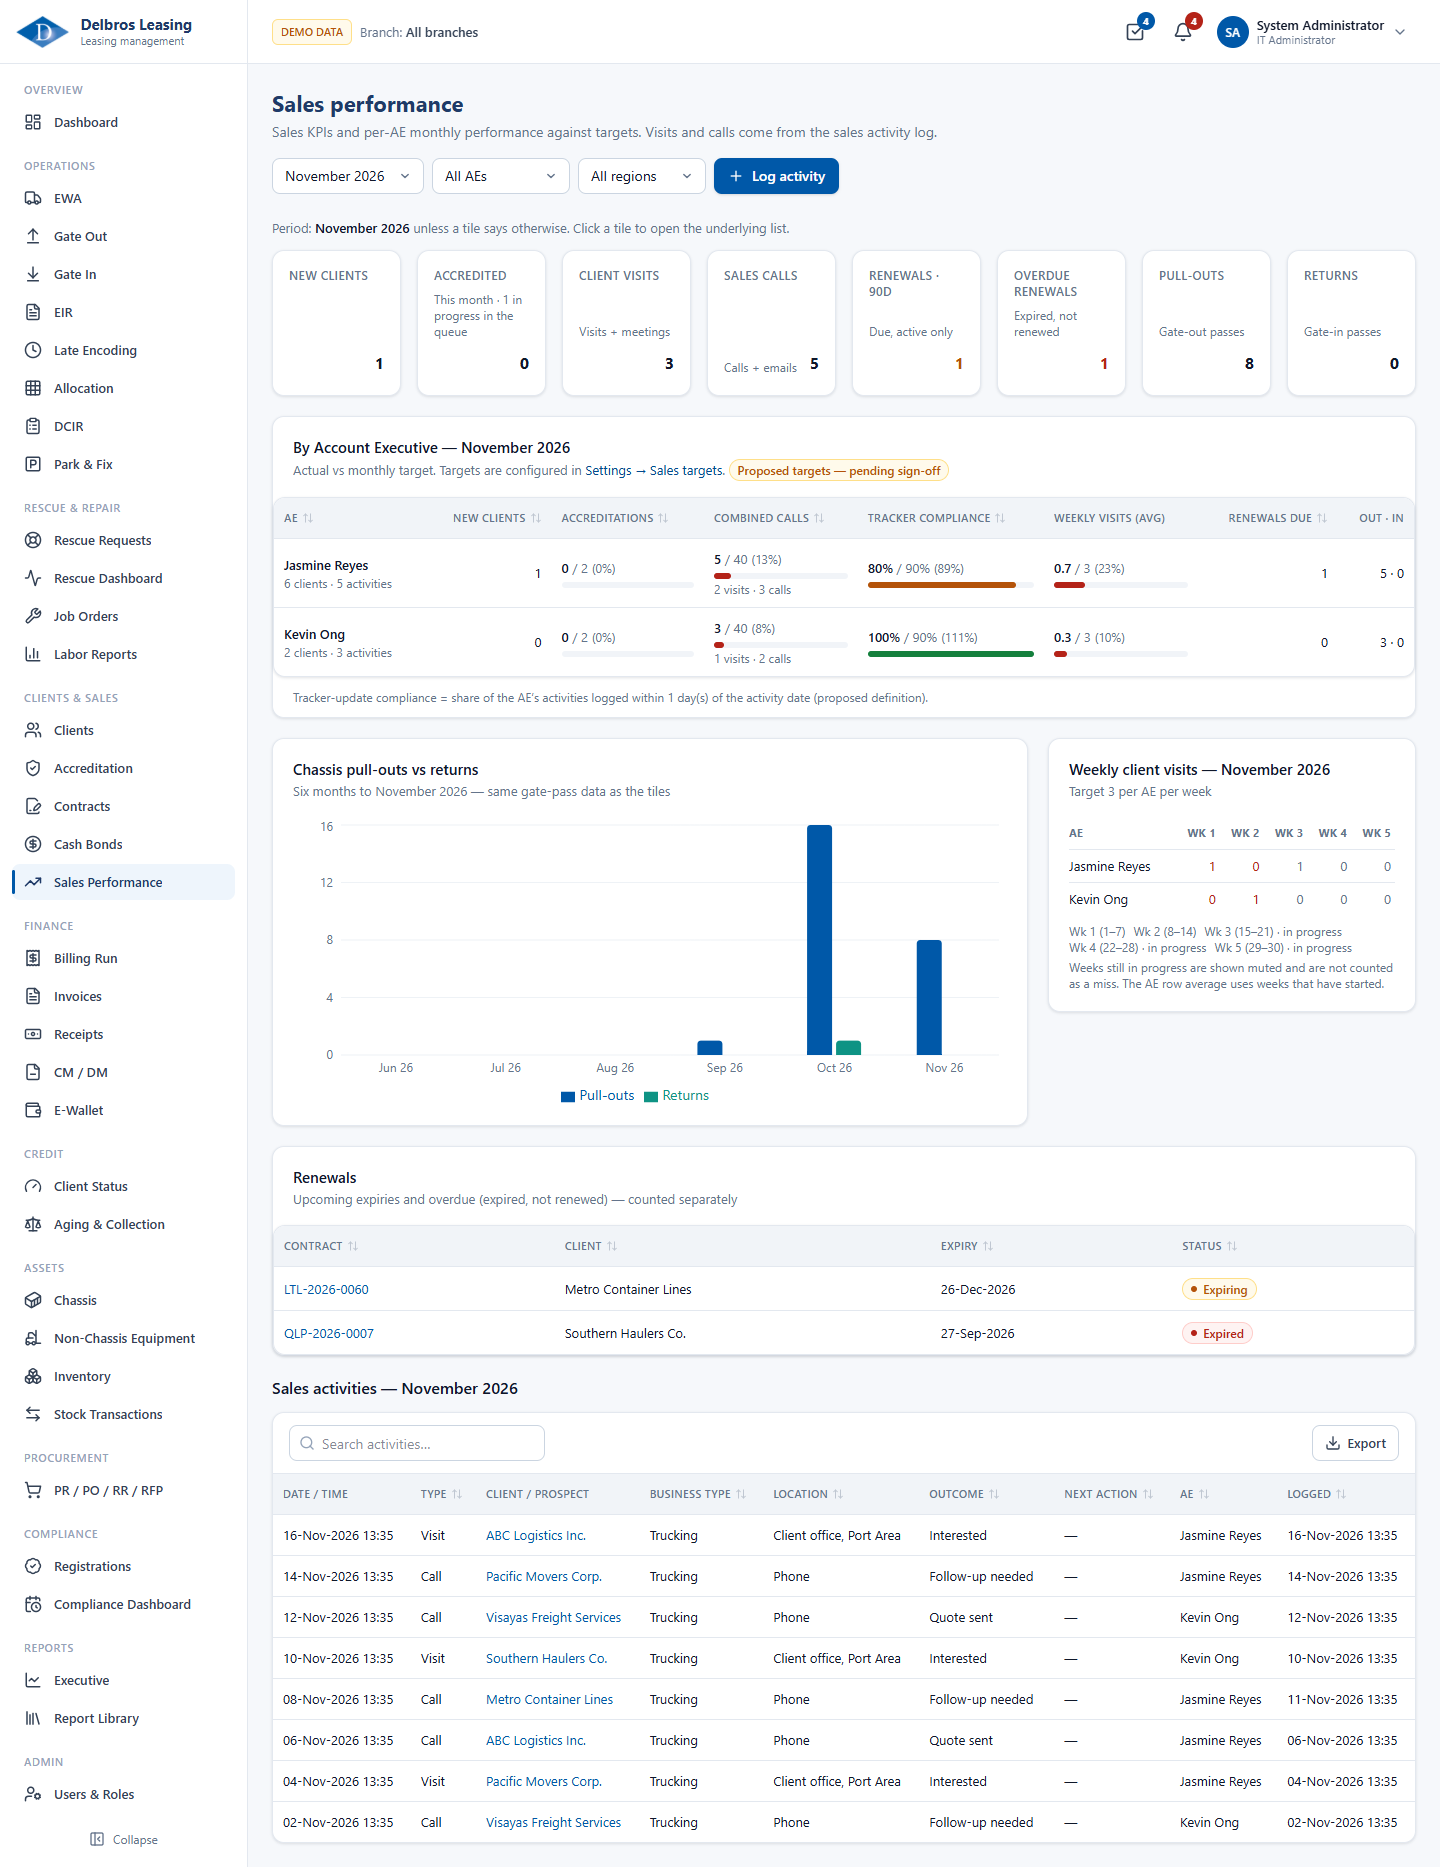 Delbros Leasing
Leasing management
DEMO DATA
Branch: All branches
4
4
SA
System Administrator
IT Administrator
OVERVIEW
Dashboard
OPERATIONS
EWA
Gate Out
Gate In
EIR
Late Encoding
Allocation
DCIR
Park & Fix
RESCUE & REPAIR
Rescue Requests
Rescue Dashboard
Job Orders
Labor Reports
CLIENTS & SALES
Clients
Accreditation
Contracts
Cash Bonds
Sales Performance
FINANCE
Billing Run
Invoices
Receipts
CM / DM
E-Wallet
CREDIT
Client Status
Aging & Collection
ASSETS
Chassis
Non-Chassis Equipment
Inventory
Stock Transactions
PROCUREMENT
PR / PO / RR / RFP
COMPLIANCE
Registrations
Compliance Dashboard
REPORTS
Executive
Report Library
ADMIN
Users & Roles
Collapse
Sales performance
Sales KPIs and per-AE monthly performance against targets. Visits and calls come from the sales activity log.
November 2026
All AEs
All regions
Log activity
Period: November 2026 unless a tile says otherwise. Click a tile to open the underlying list.
NEW CLIENTS
1
ACCREDITED
This month · 1 in
progress in the
queue
0
CLIENT VISITS
Visits + meetings
3
SALES CALLS
Calls + emails 5
RENEWALS ·
90D
Due, active only
1
OVERDUE
RENEWALS
Expired, not
renewed
1
PULL-OUTS
Gate-out passes
8
RETURNS
Gate-in passes
0
By Account Executive — November 2026
Actual vs monthly target. Targets are configured in Settings → Sales targets. Proposed targets — pending sign-off
AE NEW CLIENTS ACCREDITATIONS COMBINED CALLS TRACKER COMPLIANCE WEEKLY VISITS (AVG) RENEWALS DUE OUT · IN
Jasmine Reyes
6 clients · 5 activities
1
0 / 2 (0%)
5 / 40 (13%)
2 visits · 3 calls
80% / 90% (89%)
0.7 / 3 (23%)
1
5 · 0
Kevin Ong
2 clients · 3 activities
0
0 / 2 (0%)
3 / 40 (8%)
1 visits · 2 calls
100% / 90% (111%)
0.3 / 3 (10%)
0
3 · 0
Tracker-update compliance = share of the AE's activities logged within 1 day(s) of the activity date (proposed definition).
Chassis pull-outs vs returns
Six months to November 2026 — same gate-pass data as the tiles
16
12
8
4
0
Jun 26 Jul 26 Aug 26 Sep 26 Oct 26 Nov 26
Pull-outs Returns
Weekly client visits — November 2026
Target 3 per AE per week
AE WK 1 WK 2 WK 3 WK 4 WK 5
Jasmine Reyes 1 0 1 0 0
Kevin Ong 0 1 0 0 0
Wk 1 (1–7) Wk 2 (8–14) Wk 3 (15–21) · in progress
Wk 4 (22–28) · in progress Wk 5 (29–30) · in progress
Weeks still in progress are shown muted and are not counted
as a miss. The AE row average uses weeks that have started.
Renewals
Upcoming expiries and overdue (expired, not renewed) — counted separately
CONTRACT CLIENT EXPIRY STATUS
LTL-2026-0060 Metro Container Lines 26-Dec-2026 Expiring
QLP-2026-0007 Southern Haulers Co. 27-Sep-2026 Expired
Sales activities — November 2026
Search activities...
Export
DATE / TIME TYPE CLIENT / PROSPECT BUSINESS TYPE LOCATION OUTCOME NEXT ACTION AE LOGGED
16-Nov-2026 13:35 Visit ABC Logistics Inc. Trucking Client office, Port Area Interested — Jasmine Reyes 16-Nov-2026 13:35
14-Nov-2026 13:35 Call Pacific Movers Corp. Trucking Phone Follow-up needed — Jasmine Reyes 14-Nov-2026 13:35
12-Nov-2026 13:35 Call Visayas Freight Services Trucking Phone Quote sent — Kevin Ong 12-Nov-2026 13:35
10-Nov-2026 13:35 Visit Southern Haulers Co. Trucking Client office, Port Area Interested — Kevin Ong 10-Nov-2026 13:35
08-Nov-2026 13:35 Call Metro Container Lines Trucking Phone Follow-up needed — Jasmine Reyes 11-Nov-2026 13:35
06-Nov-2026 13:35 Call ABC Logistics Inc. Trucking Phone Quote sent — Jasmine Reyes 06-Nov-2026 13:35
04-Nov-2026 13:35 Visit Pacific Movers Corp. Trucking Client office, Port Area Interested — Jasmine Reyes 04-Nov-2026 13:35
02-Nov-2026 13:35 Call Visayas Freight Services Trucking Phone Follow-up needed — Kevin Ong 02-Nov-2026 13:35